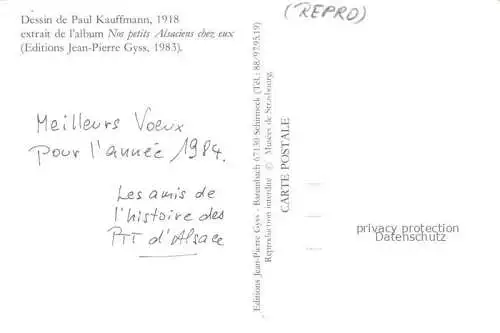 Dessin de Paul Kauffmann, 1918
extrait de l'album Nos petits Alsaciens chez eux
(Editions Jean-Pierre Gyss, 1983).
(REPRO)
Meilleurs Voeux
pour l'année 1984.
Les amis de
l'histoire des
PTT d'Alsace
Editions Jean-Pierre Gyss - Barembach 67130 Schirmeck (Tél.: 88/97.95.19)
Reproduction interdite © Musées de Strasbourg
CARTE POSTALE
privacy protection
Datenschutz